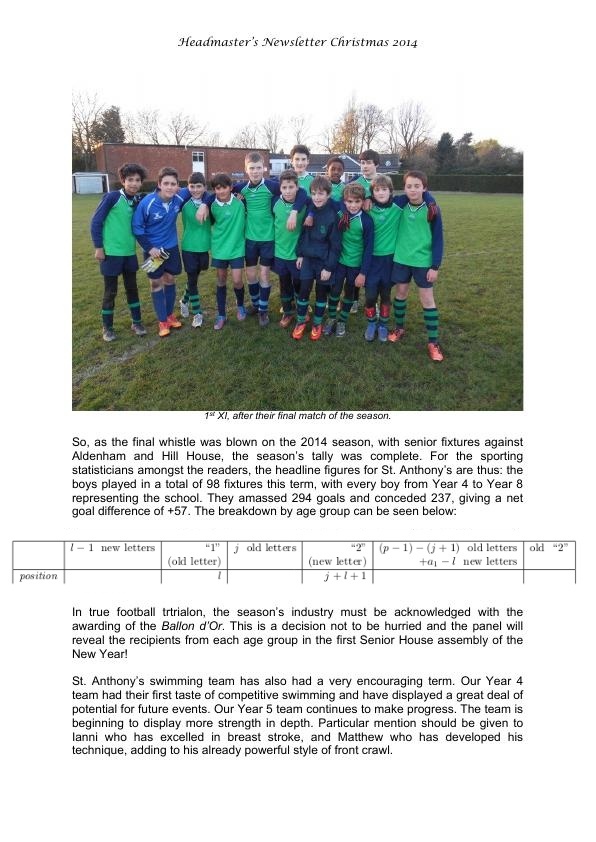 Headmaster's Newsletter Christmas 2014
1st XI, after their final match of the season.
So, as the final whistle was blown on the 2014 season, with senior fixtures against
Aldenham and Hill House, the season's tally was complete. For the sporting
statisticians amongst the readers, the headline figures for St. Anthony's are thus: the
boys played in a total of 98 fixtures this term, with every boy from Year 4 to Year 8
representing the school. They amassed 294 goals and conceded 237, giving a net
goal difference of +57. The breakdown by age group can be seen below:
l − 1 new letters “1” j old letters “2” (p − 1) − (j + 1) old letters old “2”
(old letter) (new letter) +a₁ − l new letters
position l j + l + 1
In true football trtrialon, the season's industry must be acknowledged with the
awarding of the Ballon d'Or. This is a decision not to be hurried and the panel will
reveal the recipients from each age group in the first Senior House assembly of the
New Year!
St. Anthony's swimming team has also had a very encouraging term. Our Year 4
team had their first taste of competitive swimming and have displayed a great deal of
potential for future events. Our Year 5 team continues to make progress. The team is
beginning to display more strength in depth. Particular mention should be given to
Ianni who has excelled in breast stroke, and Matthew who has developed his
technique, adding to his already powerful style of front crawl.